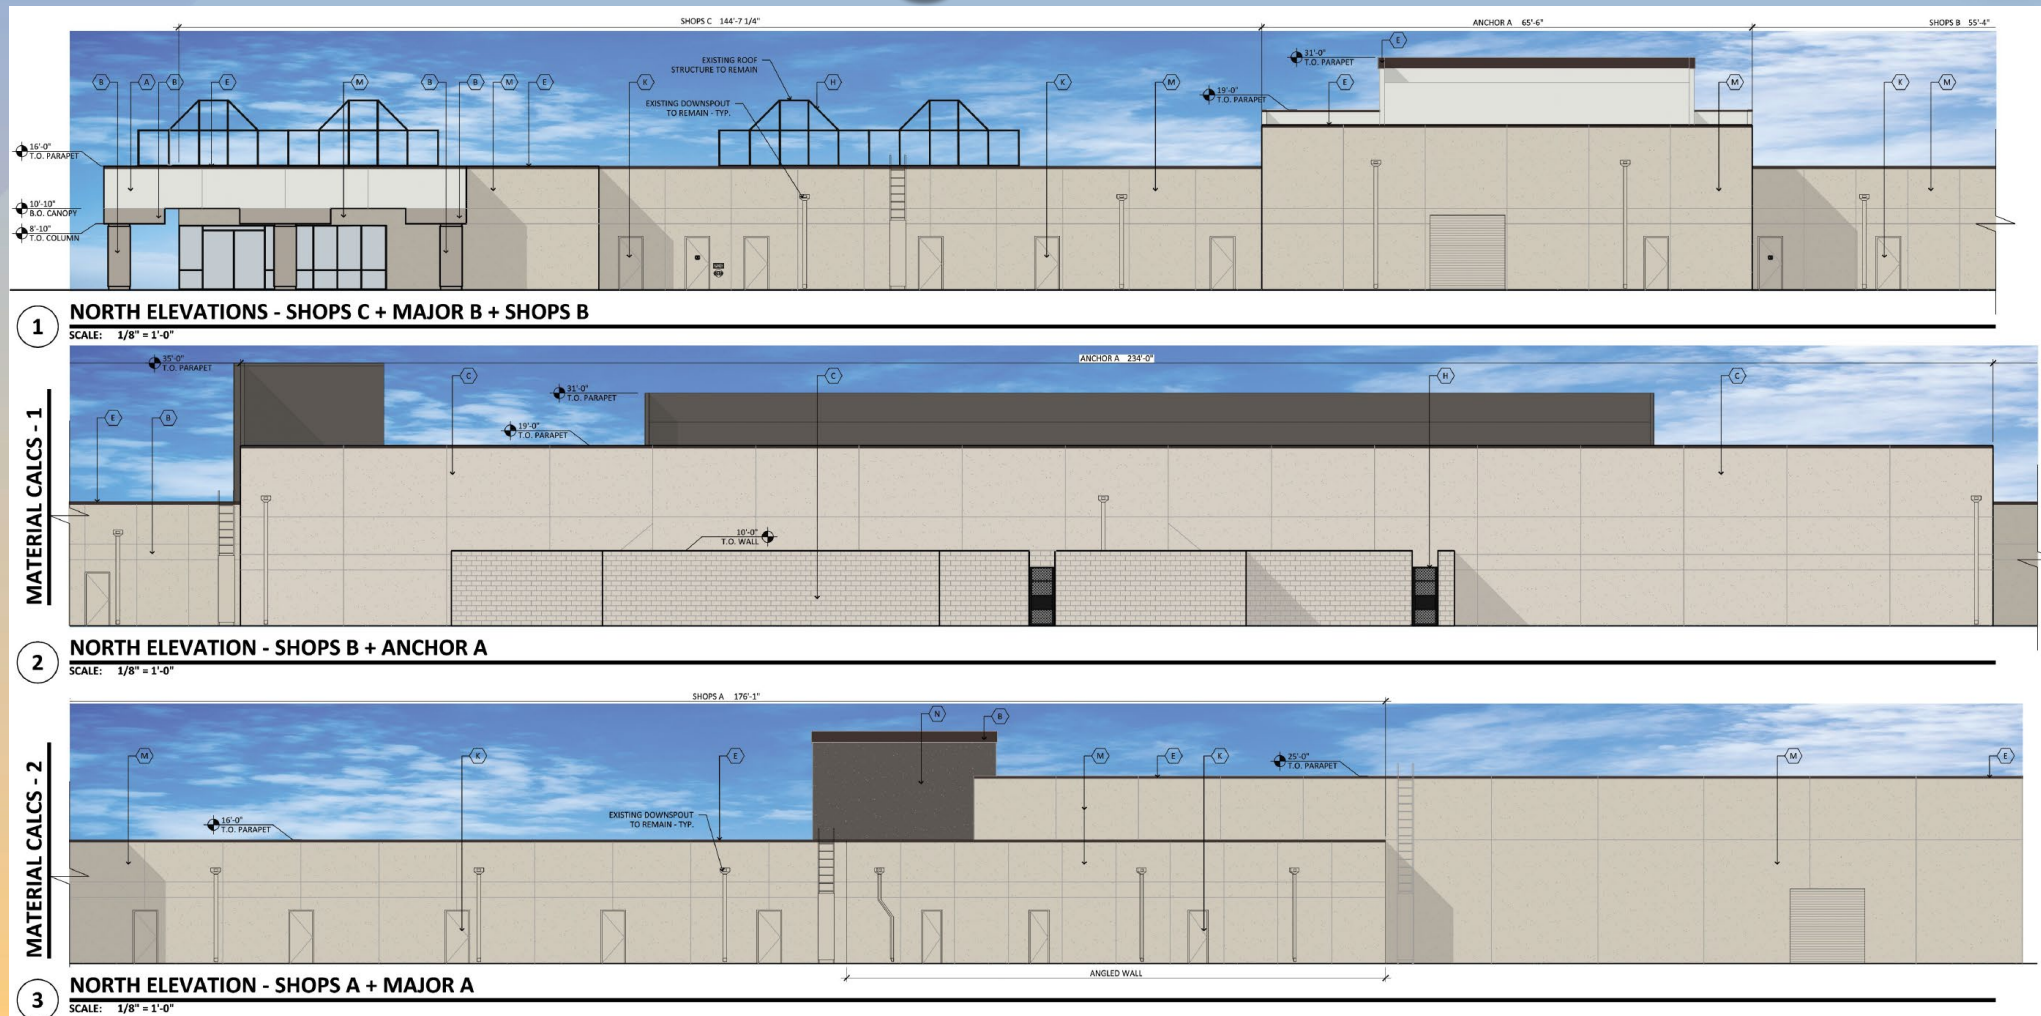 SHOPS C 144'-7 1/4"
ANCHOR A 65'-6"
SHOPS B 55'-4"
E
31'-0"
T.O. PARAPET
EXISTING ROOF
STRUCTURE TO REMAIN
B A B E M B B M E K H K M E M K M
19'-0"
T.O. PARAPET
EXISTING DOWNSPOUT
TO REMAIN - TYP.
16'-0"
T.O. PARAPET
10'-10"
B.O. CANOPY
8'-10"
T.O. COLUMN
1
NORTH ELEVATIONS - SHOPS C + MAJOR B + SHOPS B
SCALE: 1/8" = 1'-0"
MATERIAL CALCS - 1
35'-0"
T.O. PARAPET
ANCHOR A 234'-0"
C C H C
31'-0"
T.O. PARAPET
E B
19'-0"
T.O. PARAPET
10'-0"
T.O. WALL
2
NORTH ELEVATION - SHOPS B + ANCHOR A
SCALE: 1/8" = 1'-0"
MATERIAL CALCS - 2
SHOPS A 176'-1"
N B
M K E M E K M E
25'-0"
T.O. PARAPET
16'-0"
T.O. PARAPET
EXISTING DOWNSPOUT
TO REMAIN - TYP.
ANGLED WALL
3
NORTH ELEVATION - SHOPS A + MAJOR A
SCALE: 1/8" = 1'-0"